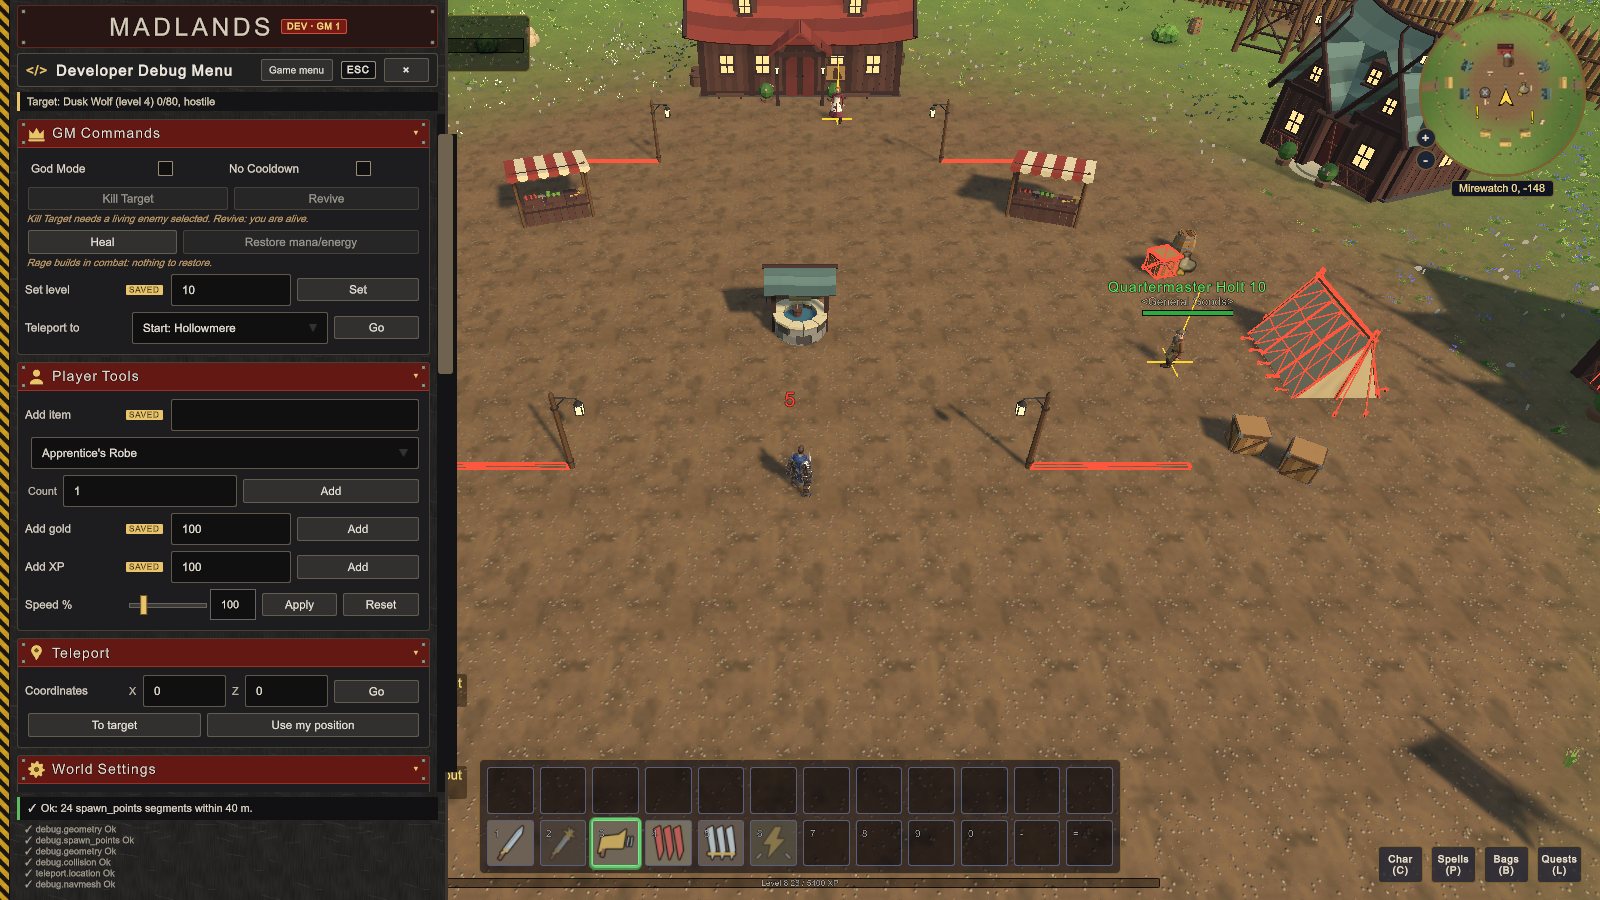 MADLANDS DEV · GM 1
</> Developer Debug Menu Game menu ESC ×
Target: Dusk Wolf (level 4) 0/80, hostile
GM Commands
God Mode No Cooldown
Kill Target Revive
Kill Target needs a living enemy selected. Revive: you are alive.
Heal Restore mana/energy
Rage builds in combat: nothing to restore.
Set level SAVED 10 Set
Teleport to Start: Hollowmere Go
Player Tools
Add item SAVED
Apprentice's Robe
Count 1 Add
Add gold SAVED 100 Add
Add XP SAVED 100 Add
Speed % 100 Apply Reset
Teleport
Coordinates X 0 Z 0 Go
To target Use my position
World Settings
✓ Ok: 24 spawn_points segments within 40 m.
✓ debug.geometry Ok
✓ debug.spawn_points Ok
✓ debug.geometry Ok
✓ debug.collision Ok
✓ teleport.location Ok
✓ debug.navmesh Ok
+
-
Mirewatch 0, -148
Quartermaster Holt 10
<General Goods>
5
1 2 3 4 5 6 7 8 9 0 - =
Char (C)
Spells (P)
Bags (B)
Quests (L)